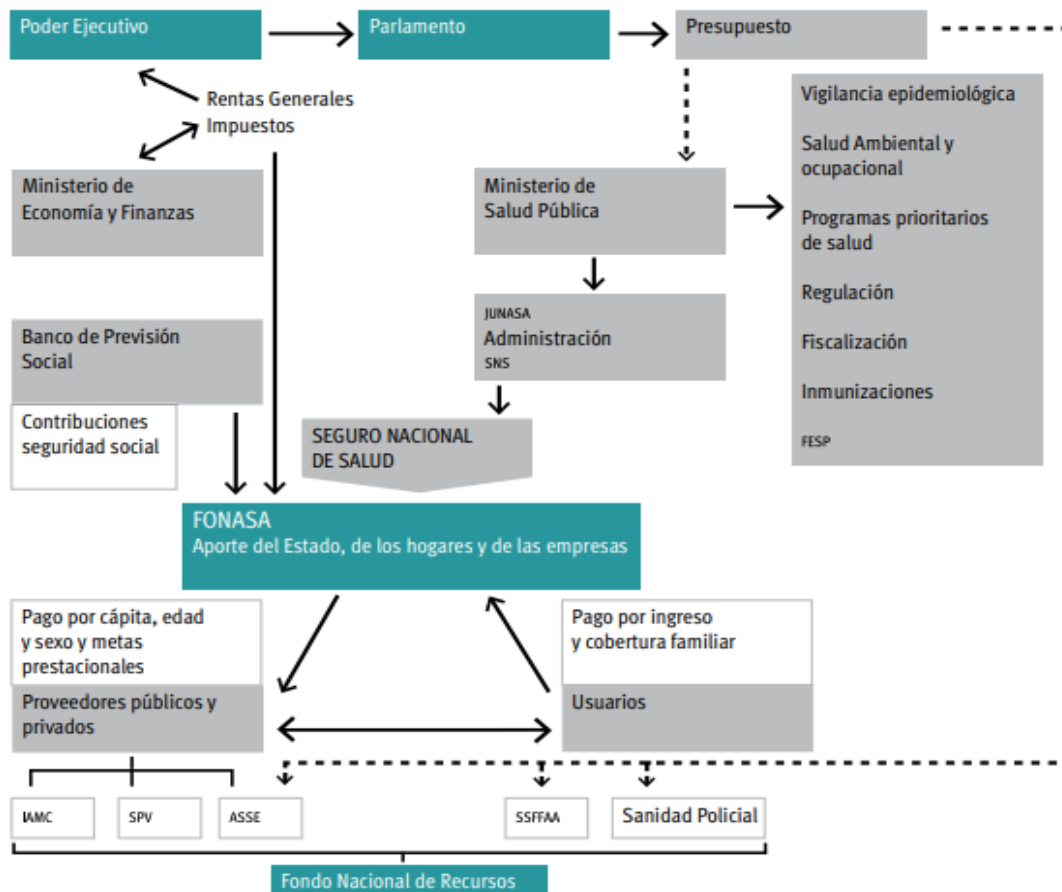 Poder Ejecutivo
Parlamento
Presupuesto
Rentas Generales
Impuestos
Vigilancia epidemiológica
Salud Ambiental y
ocupacional
Programas prioritarios
de salud
Regulación
Fiscalización
Inmunizaciones
FESP
Ministerio de
Economía y Finanzas
Ministerio de
Salud Pública
JUNASA
Administración
SNS
Banco de Previsión
Social
Contribuciones
seguridad social
SEGURO NACIONAL
DE SALUD
FONASA
Aporte del Estado, de los hogares y de las empresas
Pago por cápita, edad
y sexo y metas
prestacionales
Proveedores públicos y
privados
Pago por ingreso
y cobertura familiar
Usuarios
IAMC
SPV
ASSE
SSFFAA
Sanidad Policial
Fondo Nacional de Recursos